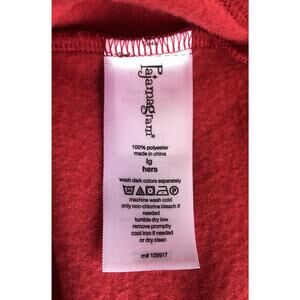 Pajamagram
100% polyester
made in china
lg
hers
wash dark colors separately
machine wash cold
only non-chlorine bleach if
needed
tumble dry low
remove promptly
cool iron if needed
or dry clean
m# 109917